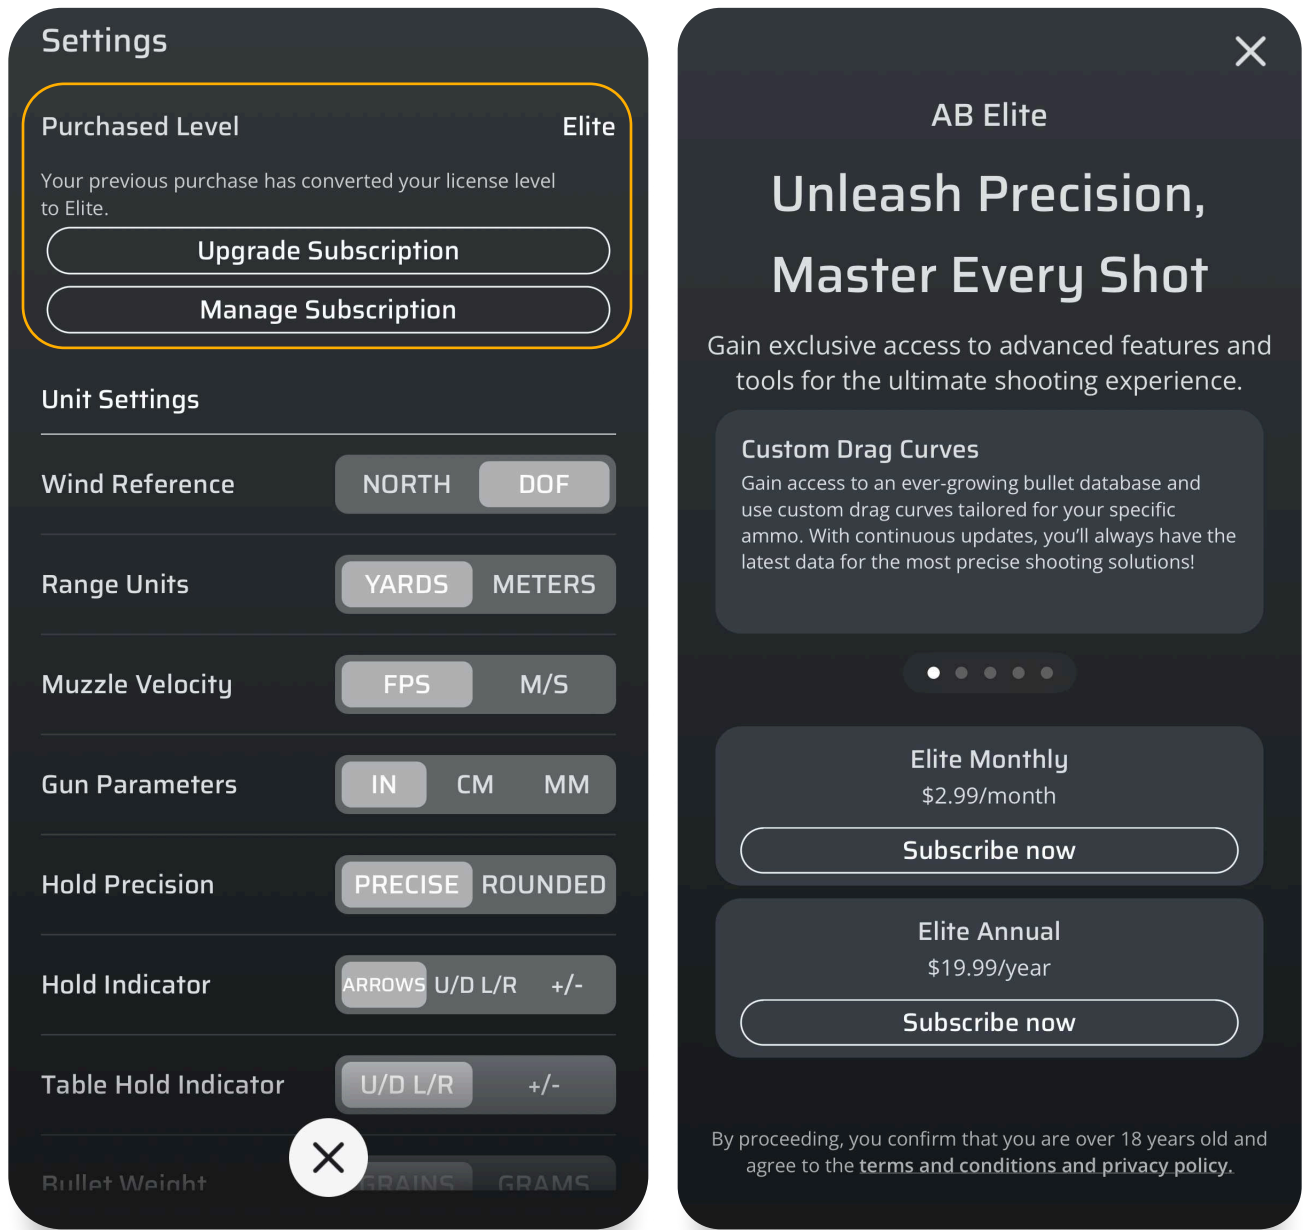 Settings
Purchased Level Elite
Your previous purchase has converted your license level
to Elite.
Upgrade Subscription
Manage Subscription
Unit Settings
Wind Reference NORTH DOF
Range Units YARDS METERS
Muzzle Velocity FPS M/S
Gun Parameters IN CM MM
Hold Precision PRECISE ROUNDED
Hold Indicator ARROWS U/D L/R +/-
Table Hold Indicator U/D L/R +/-
Bullet Weight GRAINS GRAMS
AB Elite
Unleash Precision,
Master Every Shot
Gain exclusive access to advanced features and
tools for the ultimate shooting experience.
Custom Drag Curves
Gain access to an ever-growing bullet database and
use custom drag curves tailored for your specific
ammo. With continuous updates, you'll always have the
latest data for the most precise shooting solutions!
Elite Monthly
$2.99/month
Subscribe now
Elite Annual
$19.99/year
Subscribe now
By proceeding, you confirm that you are over 18 years old and
agree to the terms and conditions and privacy policy.